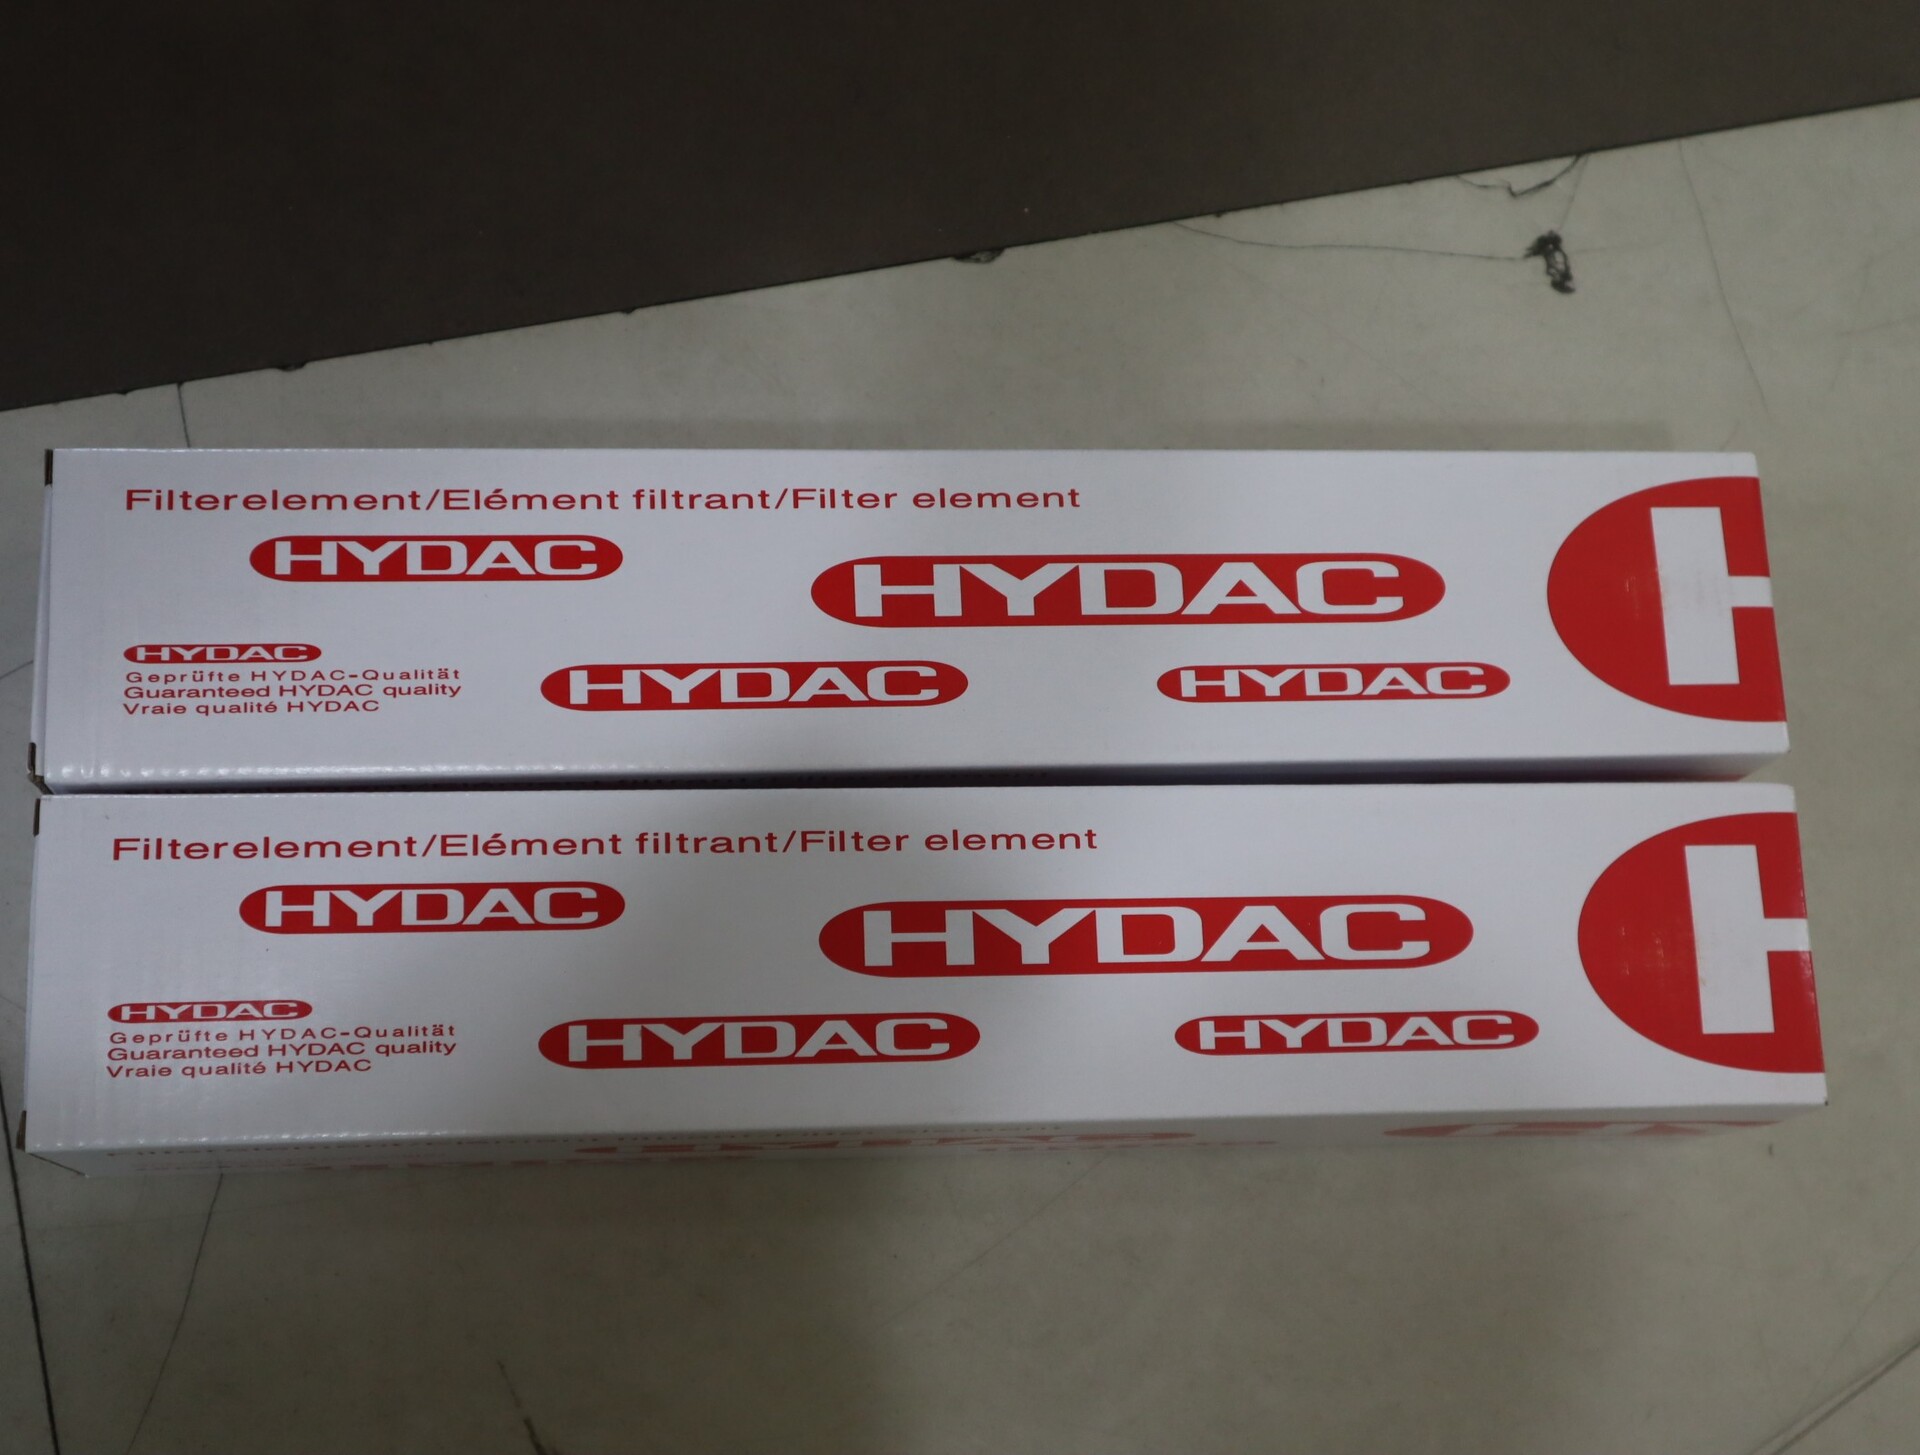 Filterelement/Elément filtrant/Filter element
HYDAC
HYDAC
H
HYDAC
Geprüfte HYDAC-Qualität
Guaranteed HYDAC quality
Vraie qualité HYDAC
HYDAC
HYDAC
Filterelement/Elément filtrant/Filter element
HYDAC
HYDAC
H
HYDAC
Geprüfte HYDAC-Qualität
Guaranteed HYDAC quality
Vraie qualité HYDAC
HYDAC
HYDAC